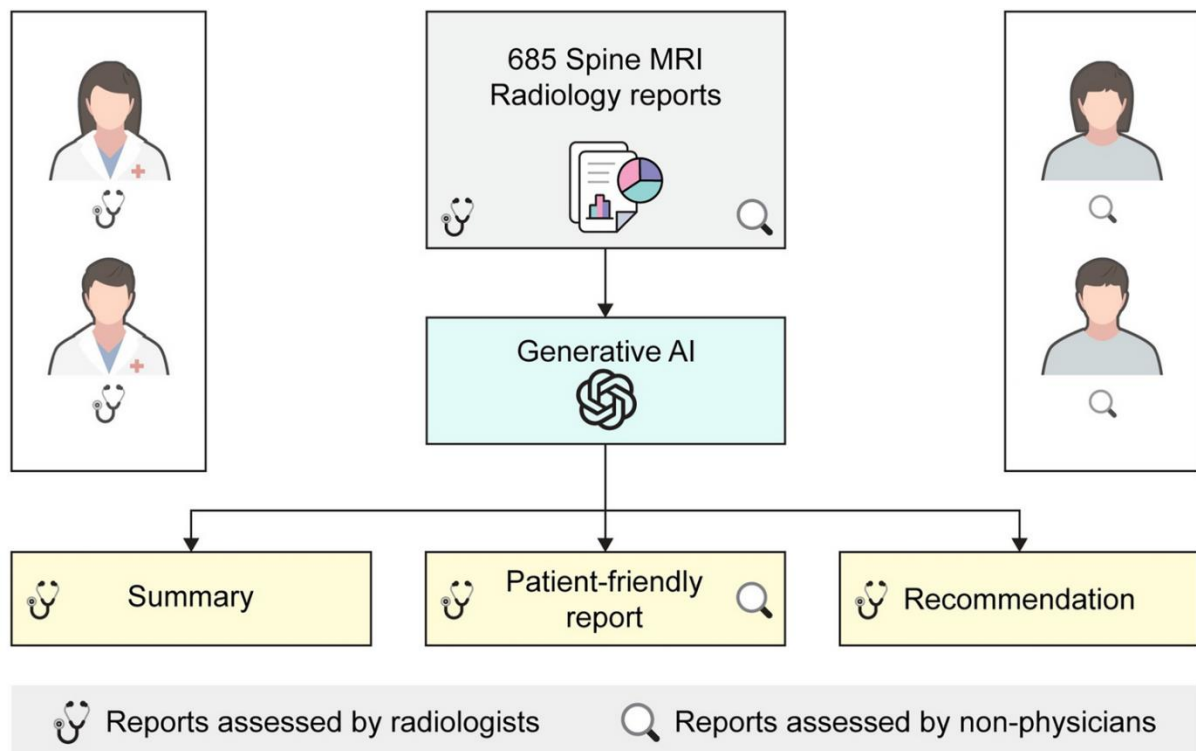 685 Spine MRI
Radiology reports
Generative AI
Summary
Patient-friendly
report
Recommendation
Reports assessed by radiologists
Reports assessed by non-physicians